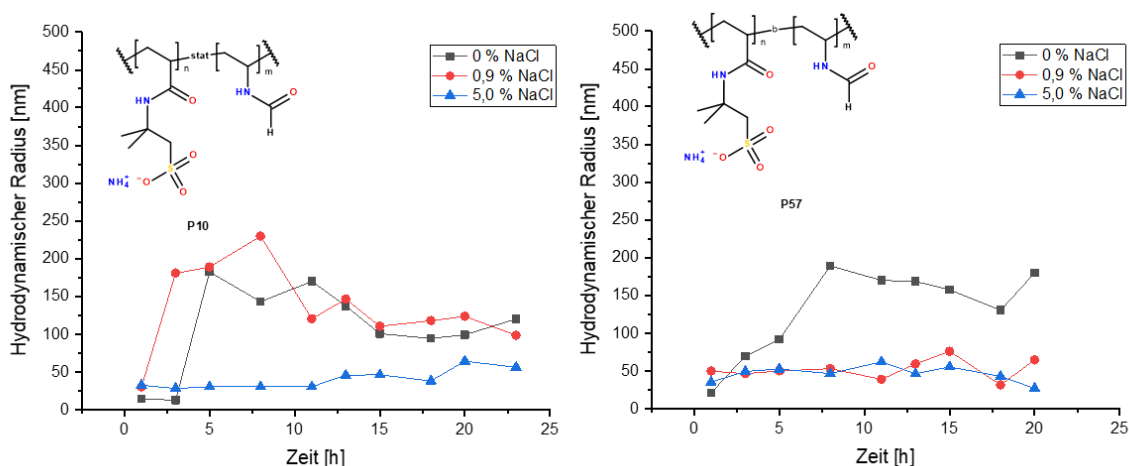 500
450
400
350
300
250
200
150
100
50
0
Hydrodynamischer Radius [nm]
0
5
10
15
20
25
Zeit [h]
0 % NaCl
0,9 % NaCl
5,0 % NaCl
n
stat
m
HN
O
HN
O
H
O
S
O
O⁻
NH₄⁺
P10
500
450
400
350
300
250
200
150
100
50
0
Hydrodynamischer Radius [nm]
0
5
10
15
20
25
Zeit [h]
0 % NaCl
0,9 % NaCl
5,0 % NaCl
n
b
m
NH
O
HN
O
H
O
S
O
O⁻
NH₄⁺
P57